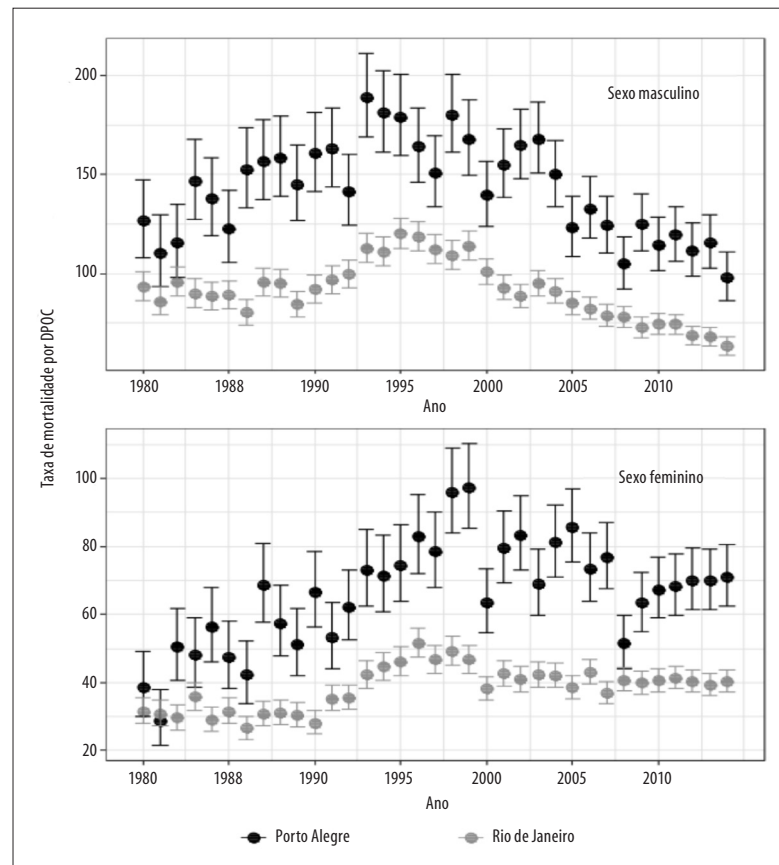 Taxa de mortalidade por DPOC
200
150
100
Sexo masculino
1980 1988 1990 1995 2000 2005 2010
Ano
100
80
60
40
20
Sexo feminino
1980 1988 1990 1995 2000 2005 2010
Ano
Porto Alegre Rio de Janeiro